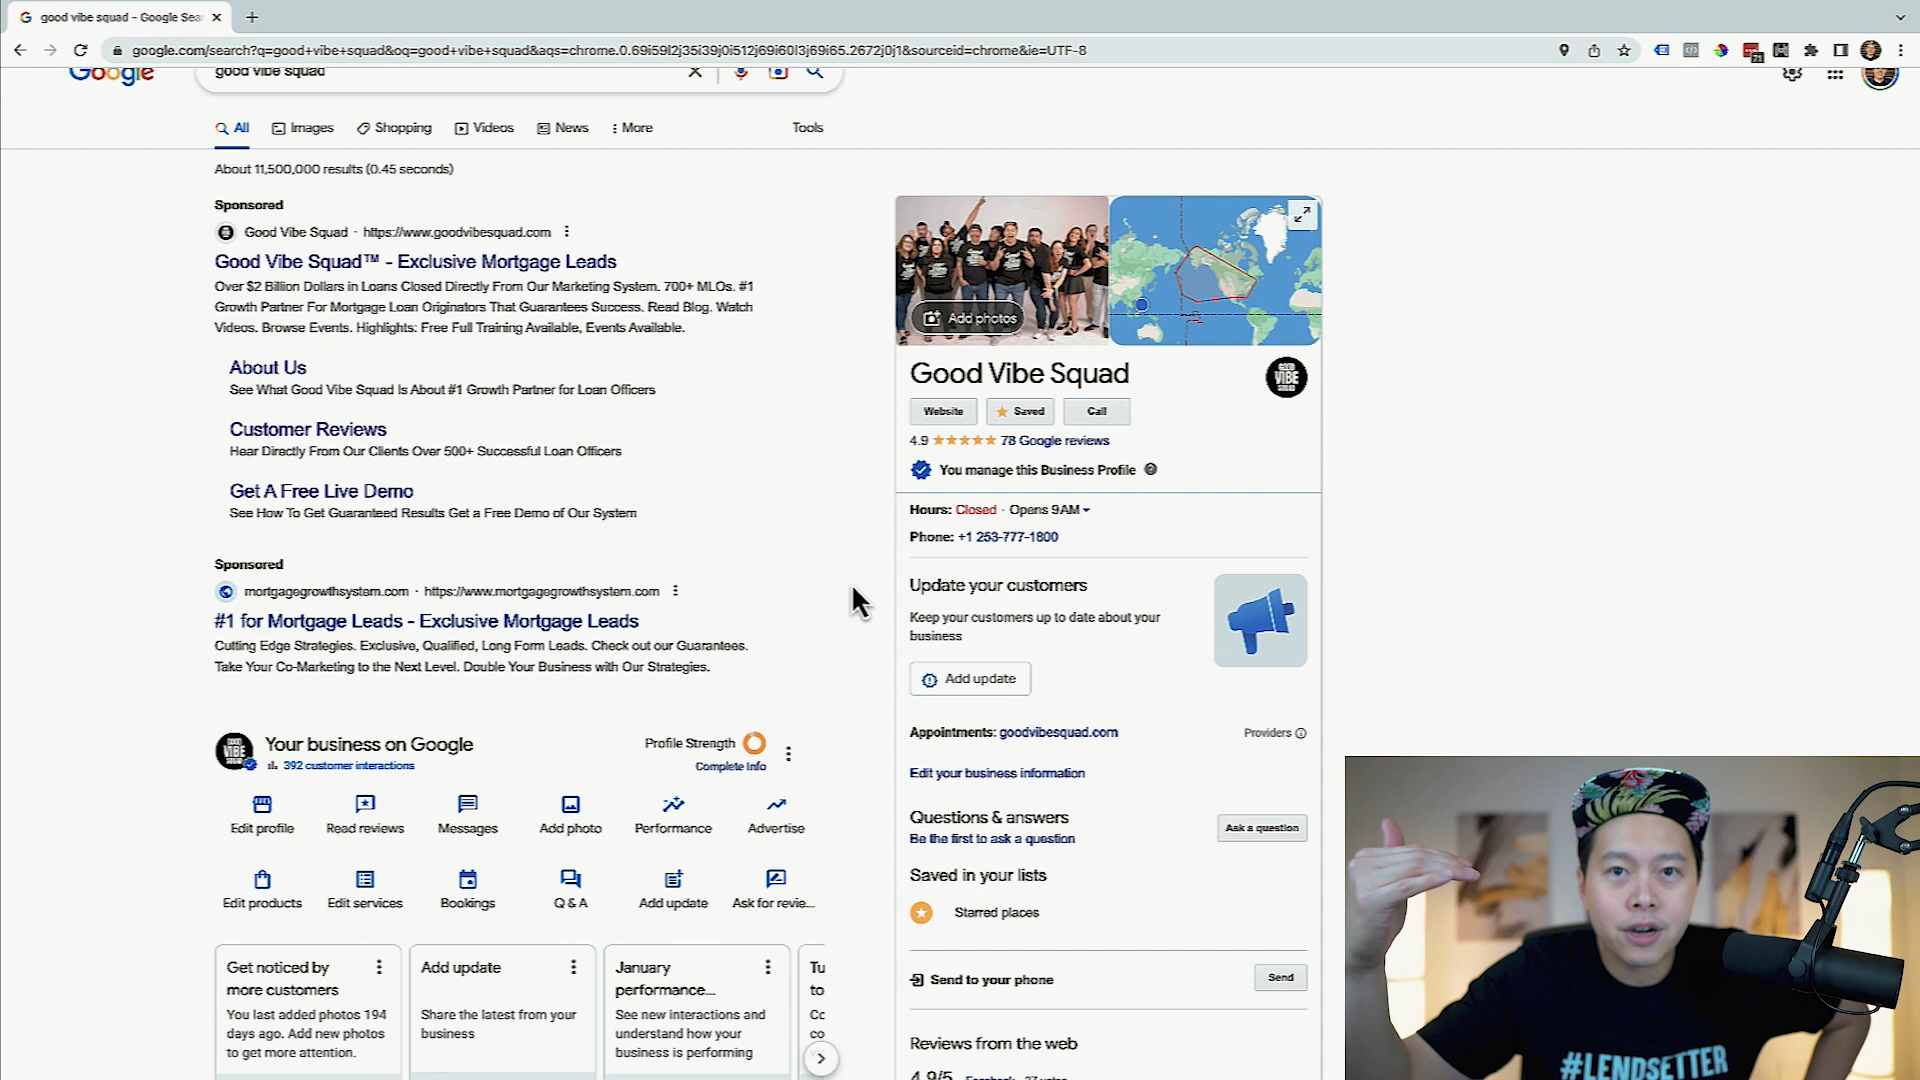 good vibe squad - Google Sear
google.com/search?q=good+vibe+squad&oq=good+vibe+squad&aqs=chrome.0.69i59l2j35i39j0i512j69i60l3j69i65.2672j0j1&sourceid=chrome&ie=UTF-8
Google
good vibe squad
All
Images
Shopping
Videos
News
More
Tools
About 11,500,000 results (0.45 seconds)
Sponsored
Good Vibe Squad · https://www.goodvibesquad.com
Good Vibe Squad™ - Exclusive Mortgage Leads
Over $2 Billion Dollars in Loans Closed Directly From Our Marketing System. 700+ MLOs. #1
Growth Partner For Mortgage Loan Originators That Guarantees Success. Read Blog. Watch
Videos. Browse Events. Highlights: Free Full Training Available, Events Available.
About Us
See What Good Vibe Squad Is About #1 Growth Partner for Loan Officers
Customer Reviews
Hear Directly From Our Clients Over 500+ Successful Loan Officers
Get A Free Live Demo
See How To Get Guaranteed Results Get a Free Demo of Our System
Sponsored
mortgagegrowthsystem.com · https://www.mortgagegrowthsystem.com
#1 for Mortgage Leads - Exclusive Mortgage Leads
Cutting Edge Strategies. Exclusive, Qualified, Long Form Leads. Check out our Guarantees.
Take Your Co-Marketing to the Next Level. Double Your Business with Our Strategies.
Your business on Google
392 customer interactions
Profile Strength
Complete Info
Edit profile
Read reviews
Messages
Add photo
Performance
Advertise
Edit products
Edit services
Bookings
Q & A
Add update
Ask for revie...
Get noticed by
more customers
You last added photos 194
days ago. Add new photos
to get more attention.
Add update
Share the latest from your
business
January
performance...
See new interactions and
understand how your
business is performing
Tu
to
Co
co
Add photos
Good Vibe Squad
GOOD
VIBE
SQUAD
Website
Saved
Call
4.9
78 Google reviews
You manage this Business Profile
Hours: Closed · Opens 9AM
Phone: +1 253-777-1800
Update your customers
Keep your customers up to date about your
business
Add update
Appointments: goodvibesquad.com
Providers
Edit your business information
Questions & answers
Be the first to ask a question
Ask a question
Saved in your lists
Starred places
Send to your phone
Send
Reviews from the web
4.9/5 Facebook · 27 votes
#LENDSETTER